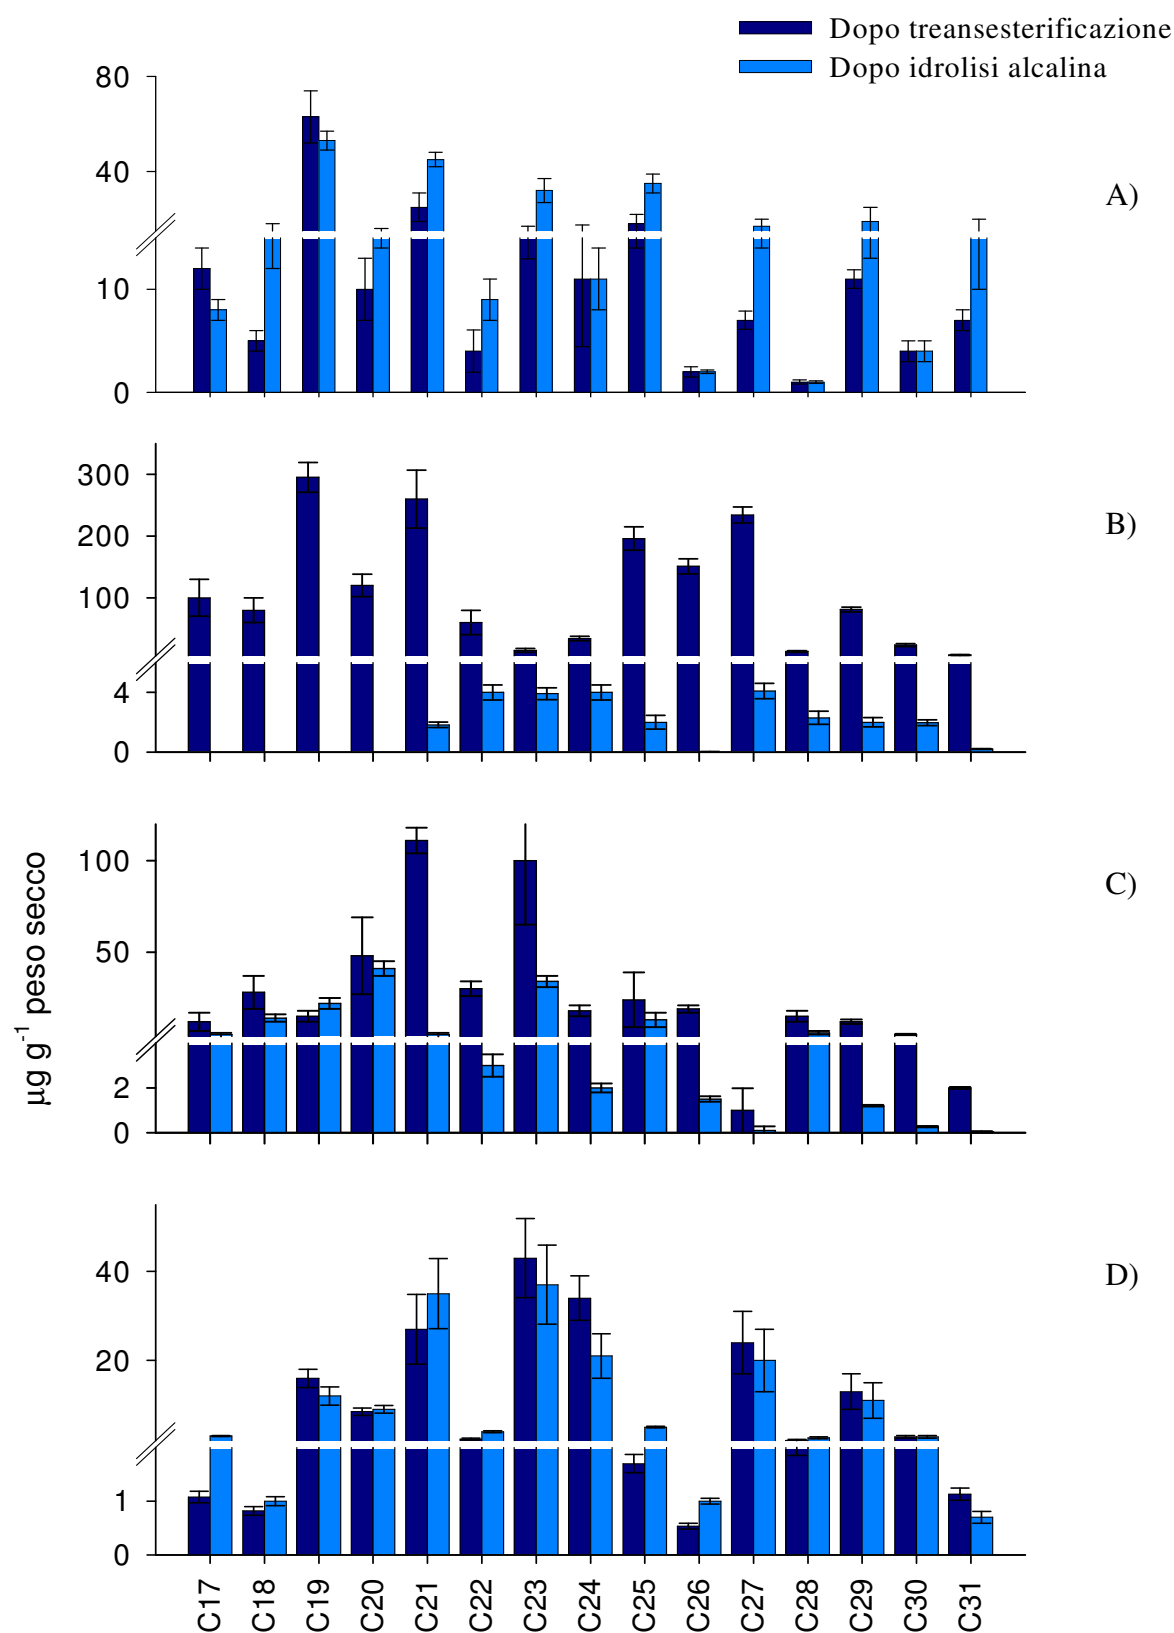 Dopo treansesterificazione
Dopo idrolisi alcalina
80
40
10
0
A)
300
200
100
4
0
B)
100
50
2
0
C)
µg g-1 peso secco
40
20
1
0
D)
C17 C18 C19 C20 C21 C22 C23 C24 C25 C26 C27 C28 C29 C30 C31